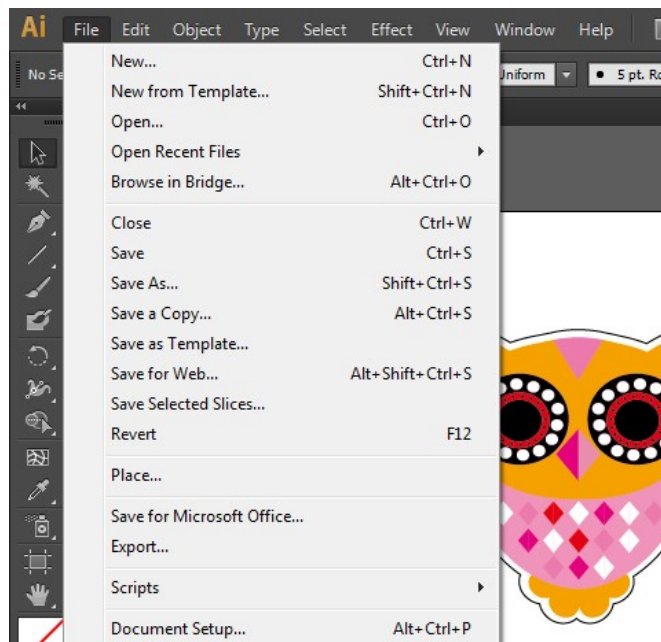 Ai File Edit Object Type Select Effect View Window Help
No Se
Uniform 5 pt. Ro
New... Ctrl+N
New from Template... Shift+Ctrl+N
Open... Ctrl+O
Open Recent Files
Browse in Bridge... Alt+Ctrl+O
Close Ctrl+W
Save Ctrl+S
Save As... Shift+Ctrl+S
Save a Copy... Alt+Ctrl+S
Save as Template...
Save for Web... Alt+Shift+Ctrl+S
Save Selected Slices...
Revert F12
Place...
Save for Microsoft Office...
Export...
Scripts
Document Setup... Alt+Ctrl+P